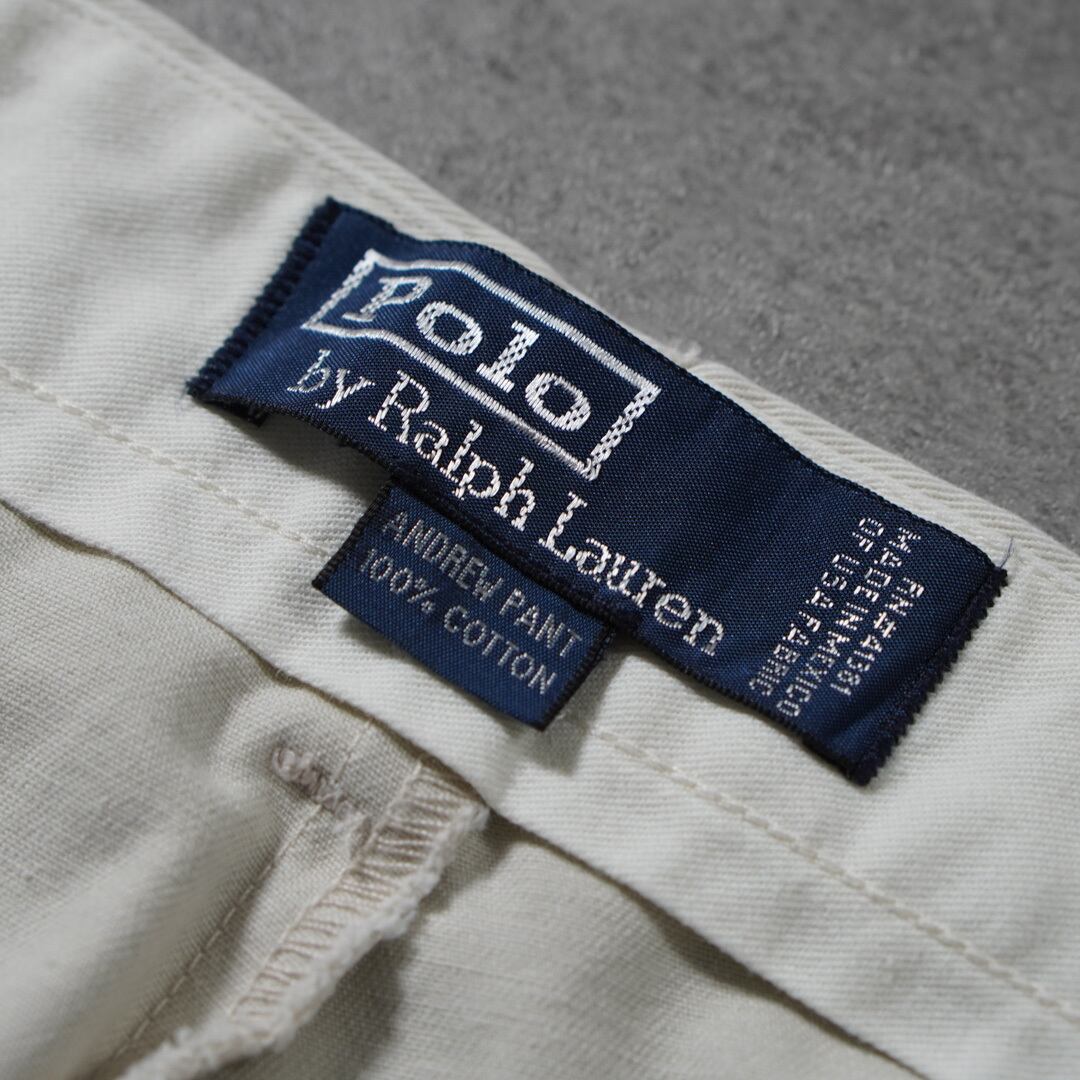 Polo
by Ralph Lauren
RN#41381
MADE IN MEXICO
OF USA FABRIC
ANDREW PANT
100% COTTON